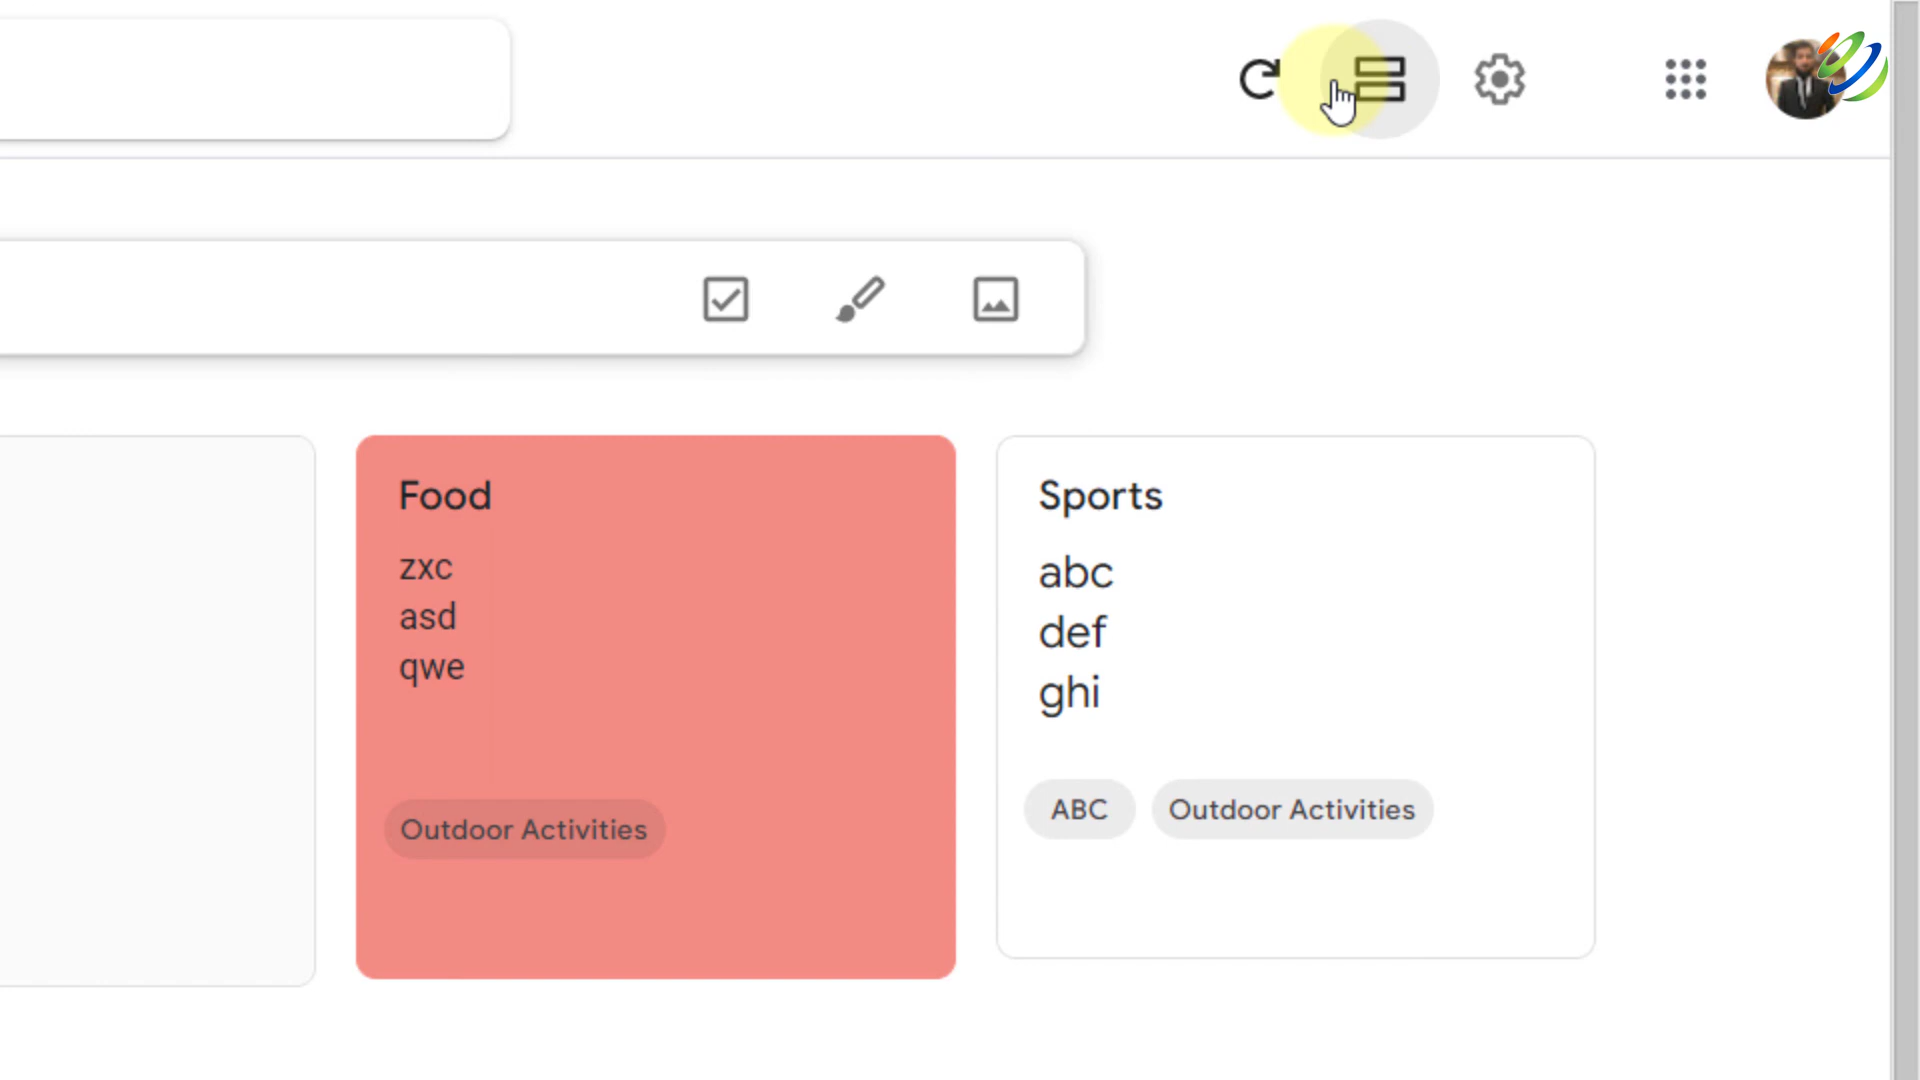 Food
zxc
asd
qwe
Outdoor Activities
Sports
abc
def
ghi
ABC
Outdoor Activities